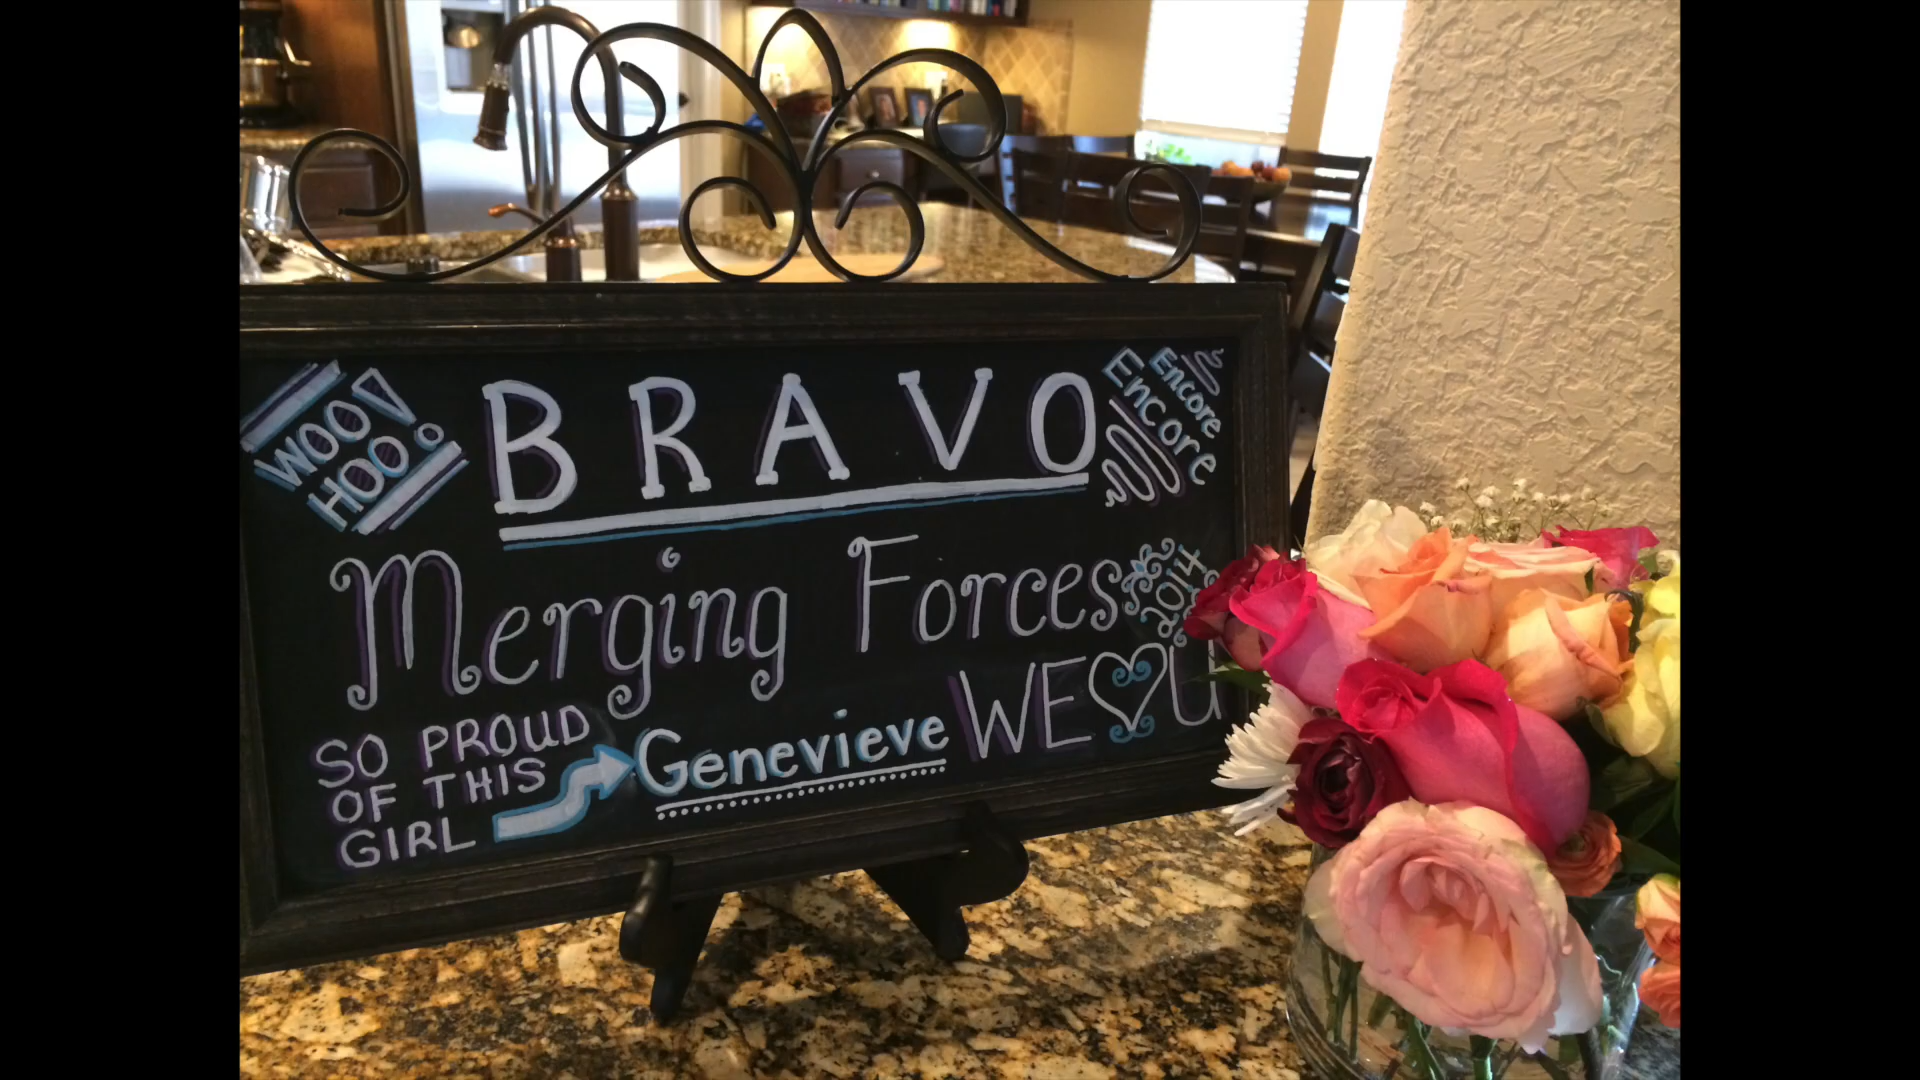 WOO
HOO!
BRAVO
Encore
Encore
Merging Forces
2014
SO PROUD
OF THIS
GIRL
Genevieve
WE ♡ U